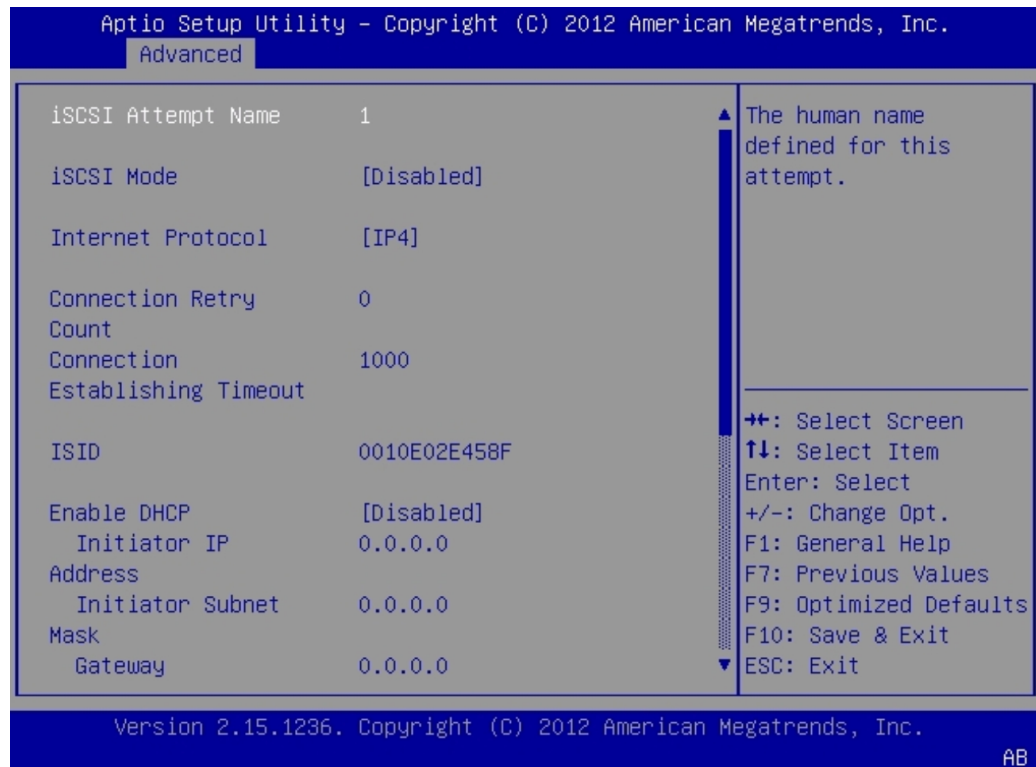 Aptio Setup Utility – Copyright (C) 2012 American Megatrends, Inc.
Advanced
iSCSI Attempt Name 1
iSCSI Mode [Disabled]
Internet Protocol [IP4]
Connection Retry 0
Count
Connection 1000
Establishing Timeout
ISID 0010E02E458F
Enable DHCP [Disabled]
Initiator IP 0.0.0.0
Address
Initiator Subnet 0.0.0.0
Mask
Gateway 0.0.0.0
The human name
defined for this
attempt.
→←: Select Screen
↑↓: Select Item
Enter: Select
+/-: Change Opt.
F1: General Help
F7: Previous Values
F9: Optimized Defaults
F10: Save & Exit
ESC: Exit
Version 2.15.1236. Copyright (C) 2012 American Megatrends, Inc.
AB